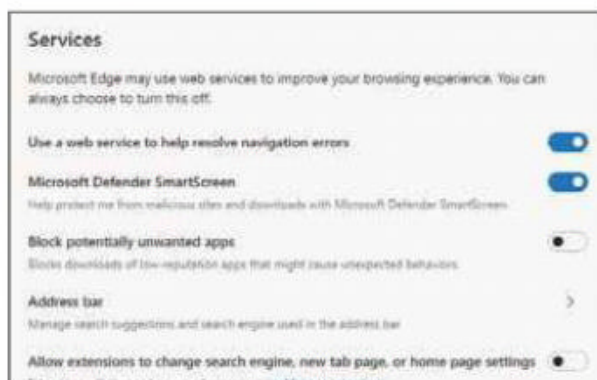 Services
Microsoft Edge may use web services to improve your browsing experience. You can
always choose to turn this off.
Use a web service to help resolve navigation errors
Microsoft Defender SmartScreen
Help protect me from malicious sites and downloads with Microsoft Defender SmartScreen
Block potentially unwanted apps
Blocks downloads of low-reputation apps that might cause unexpected behaviors
Address bar
Manage search suggestions and search engine used in the address bar
Allow extensions to change search engine, new tab page, or home page settings